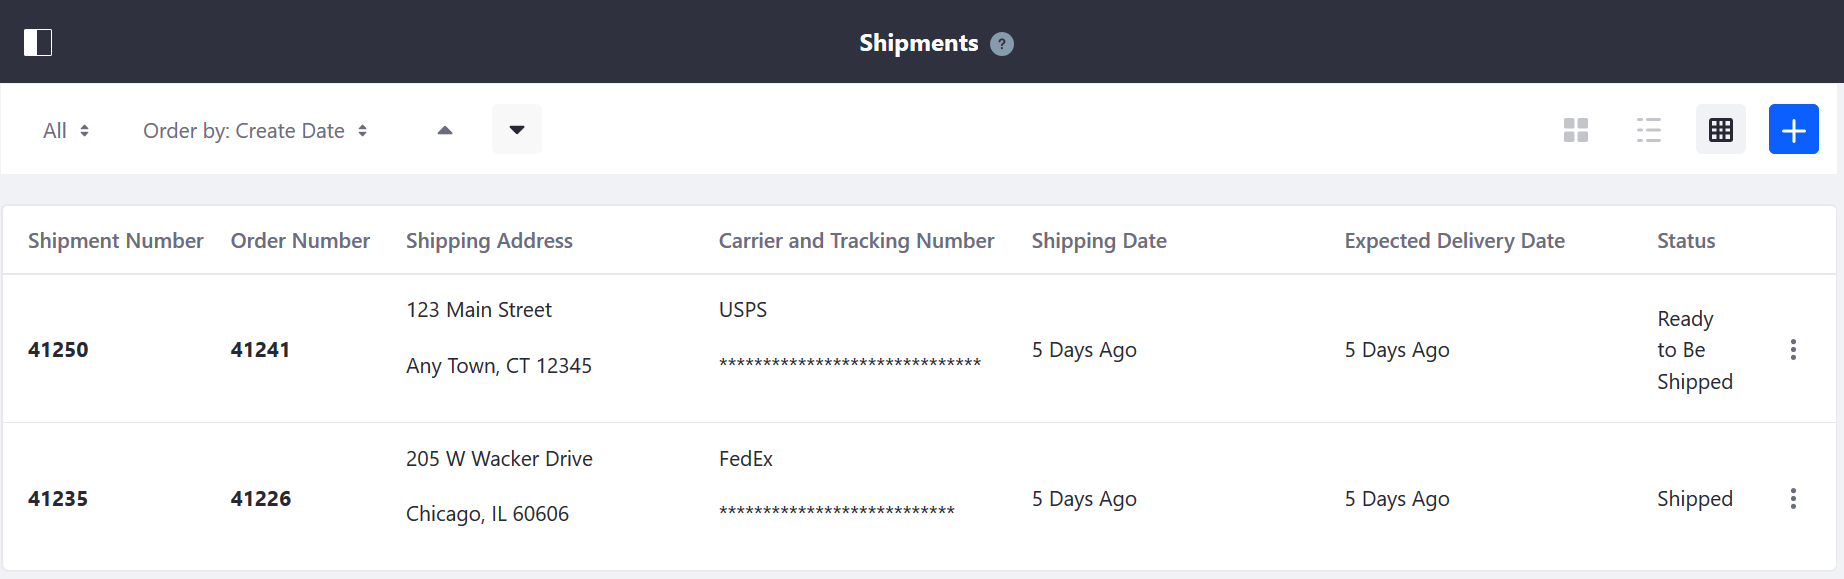 Shipments ?
All Order by: Create Date
Shipment Number Order Number Shipping Address Carrier and Tracking Number Shipping Date Expected Delivery Date Status
123 Main Street USPS
Ready
41250 41241 5 Days Ago 5 Days Ago to Be
Any Town, CT 12345 ******************************
Shipped
205 W Wacker Drive FedEx
41235 41226 5 Days Ago 5 Days Ago Shipped
Chicago, IL 60606 ***************************